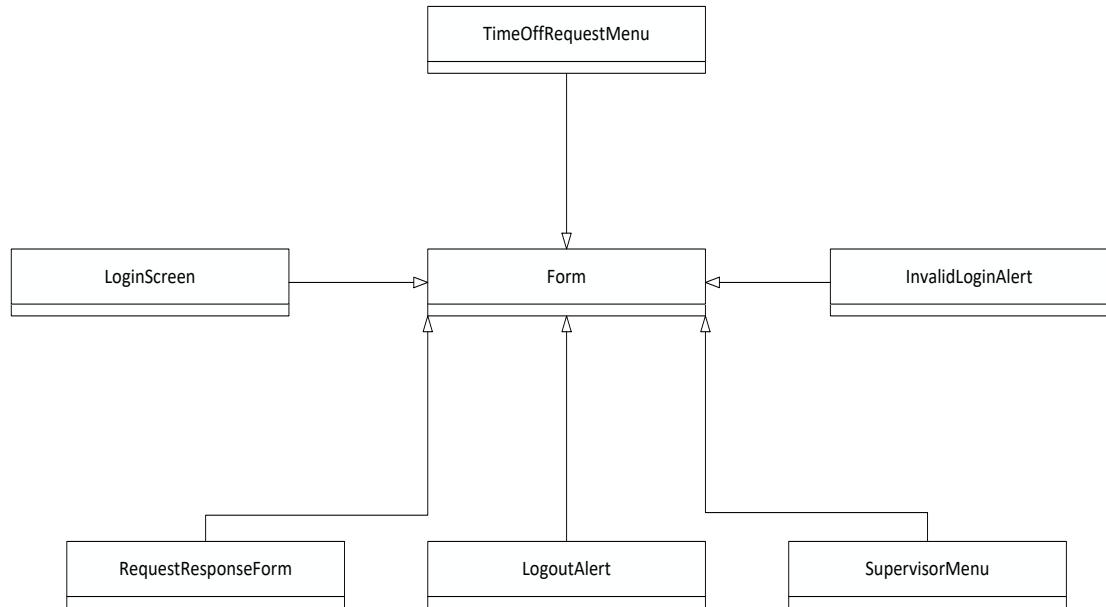 TimeOffRequestMenu
LoginScreen
Form
InvalidLoginAlert
RequestResponseForm
LogoutAlert
SupervisorMenu